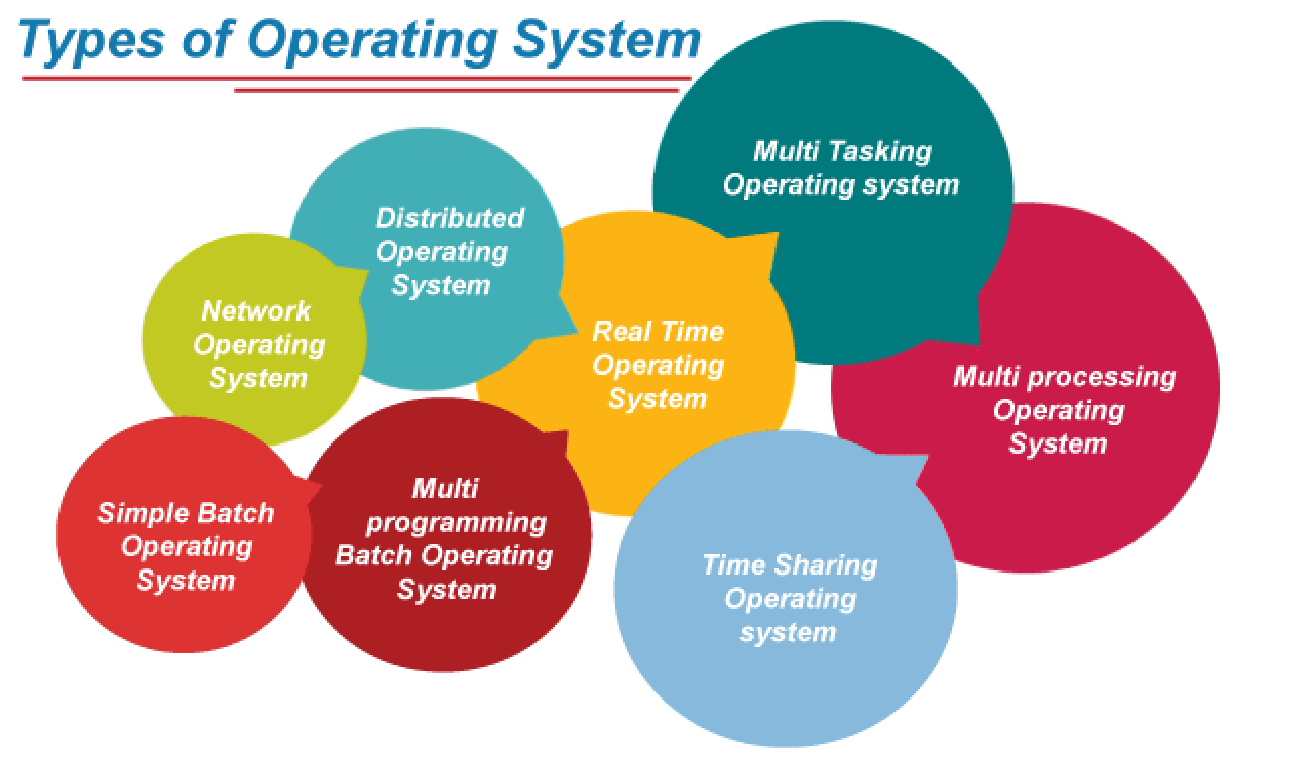 Types of Operating System
Multi Tasking
Operating system
Distributed
Operating
System
Network
Operating
System
Real Time
Operating
System
Multi processing
Operating
System
Simple Batch
Operating
System
Multi
programming
Batch Operating
System
Time Sharing
Operating
system